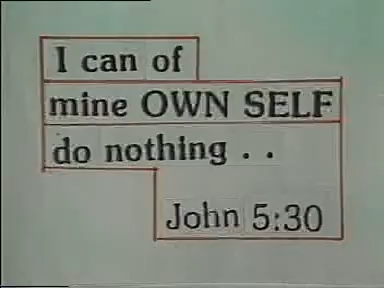 I can of
mine OWN SELF
do nothing . .
John 5:30